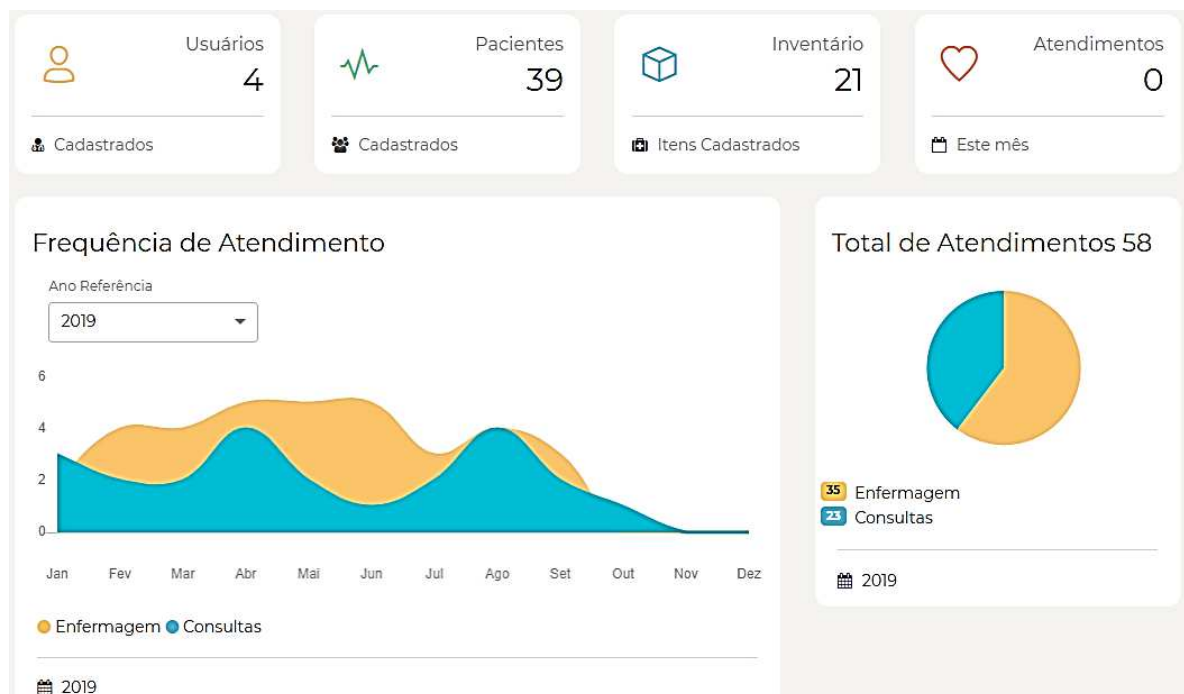 Usuários
4
Cadastrados
Pacientes
39
Cadastrados
Inventário
21
Itens Cadastrados
Atendimentos
0
Este mês
Frequência de Atendimento
Ano Referência
2019
6
4
2
0
Jan Fev Mar Abr Mai Jun Jul Ago Set Out Nov Dez
Enfermagem Consultas
2019
Total de Atendimentos 58
35 Enfermagem
23 Consultas
2019